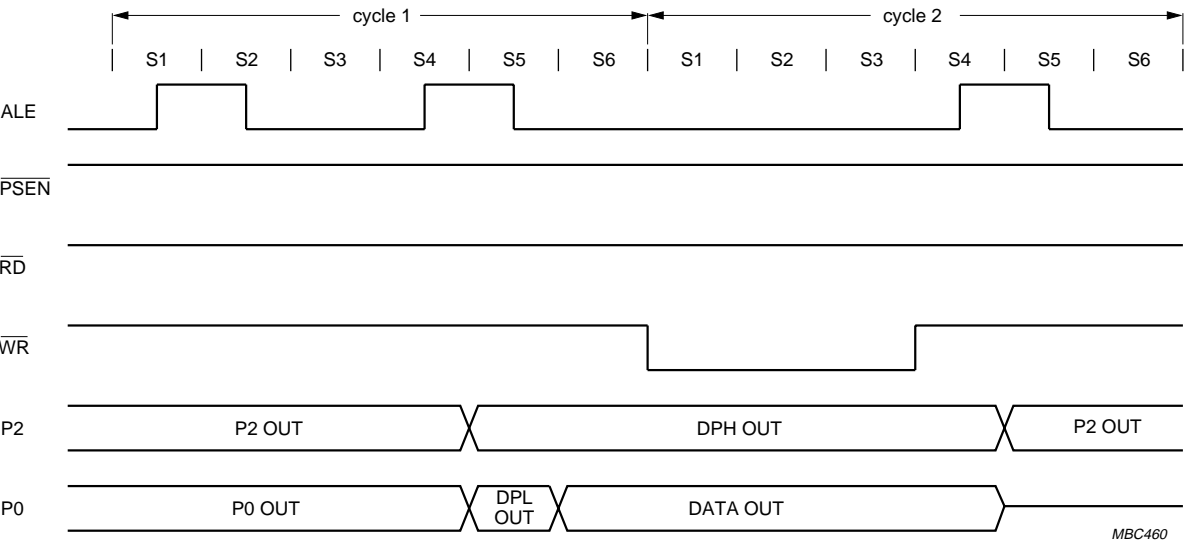 cycle 1 cycle 2
S1 S2 S3 S4 S5 S6 S1 S2 S3 S4 S5 S6
ALE
PSEN
RD
WR
P2 P2 OUT DPH OUT P2 OUT
P0 P0 OUT DPL OUT DATA OUT
MBC460